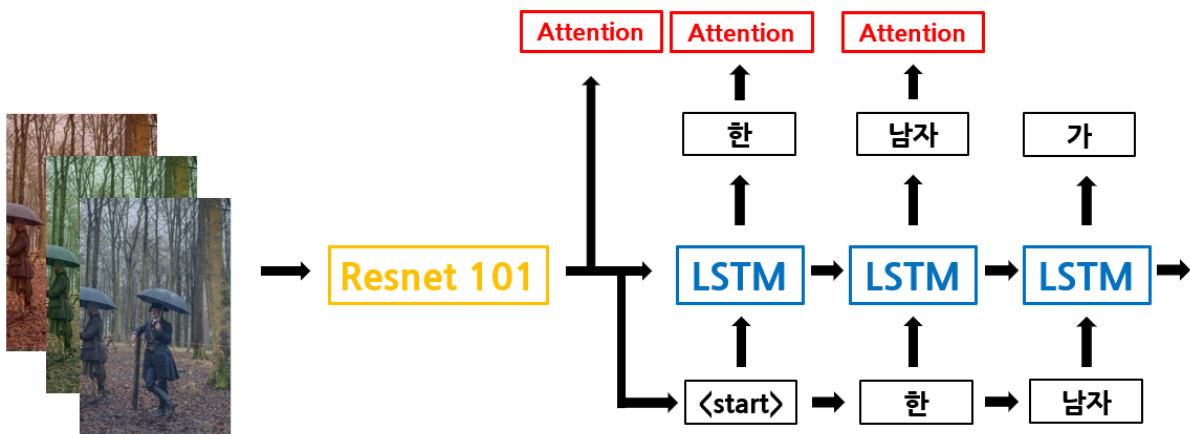 Attention Attention Attention
한 남자 가
Resnet 101 LSTM LSTM LSTM
<start> 한 남자